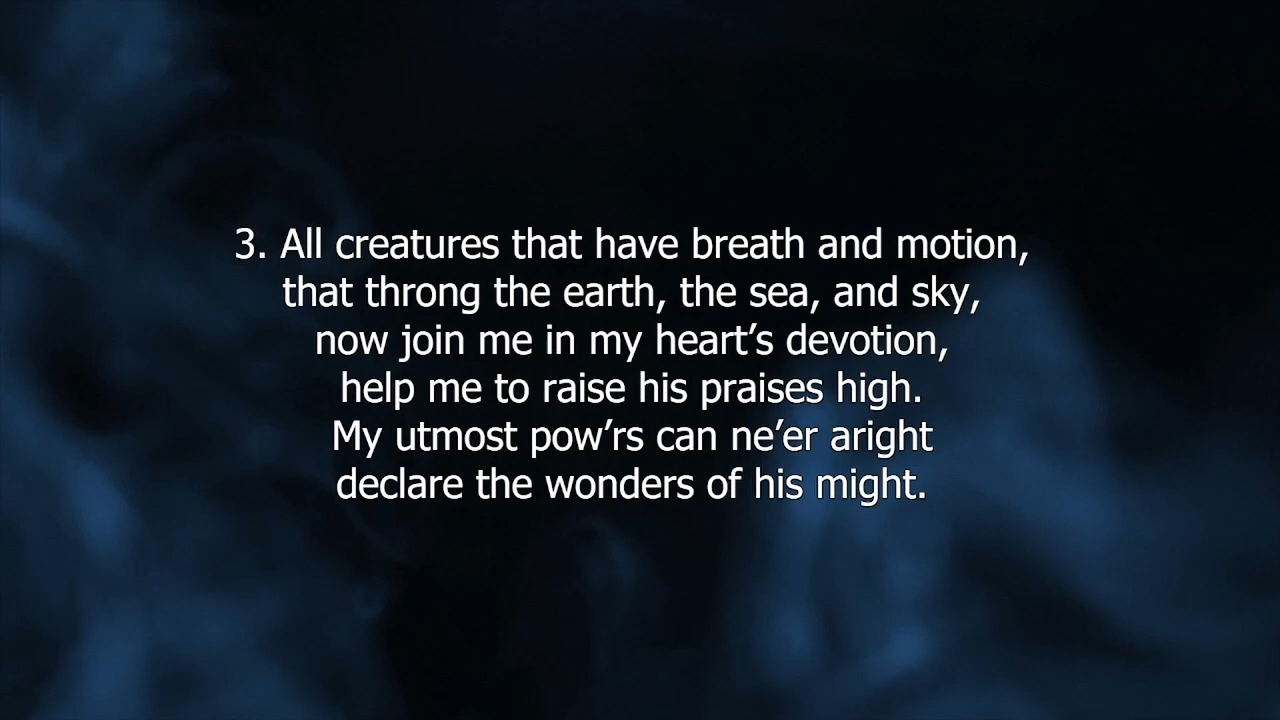 3. All creatures that have breath and motion,
that throng the earth, the sea, and sky,
now join me in my heart’s devotion,
help me to raise his praises high.
My utmost pow’rs can ne’er aright
declare the wonders of his might.